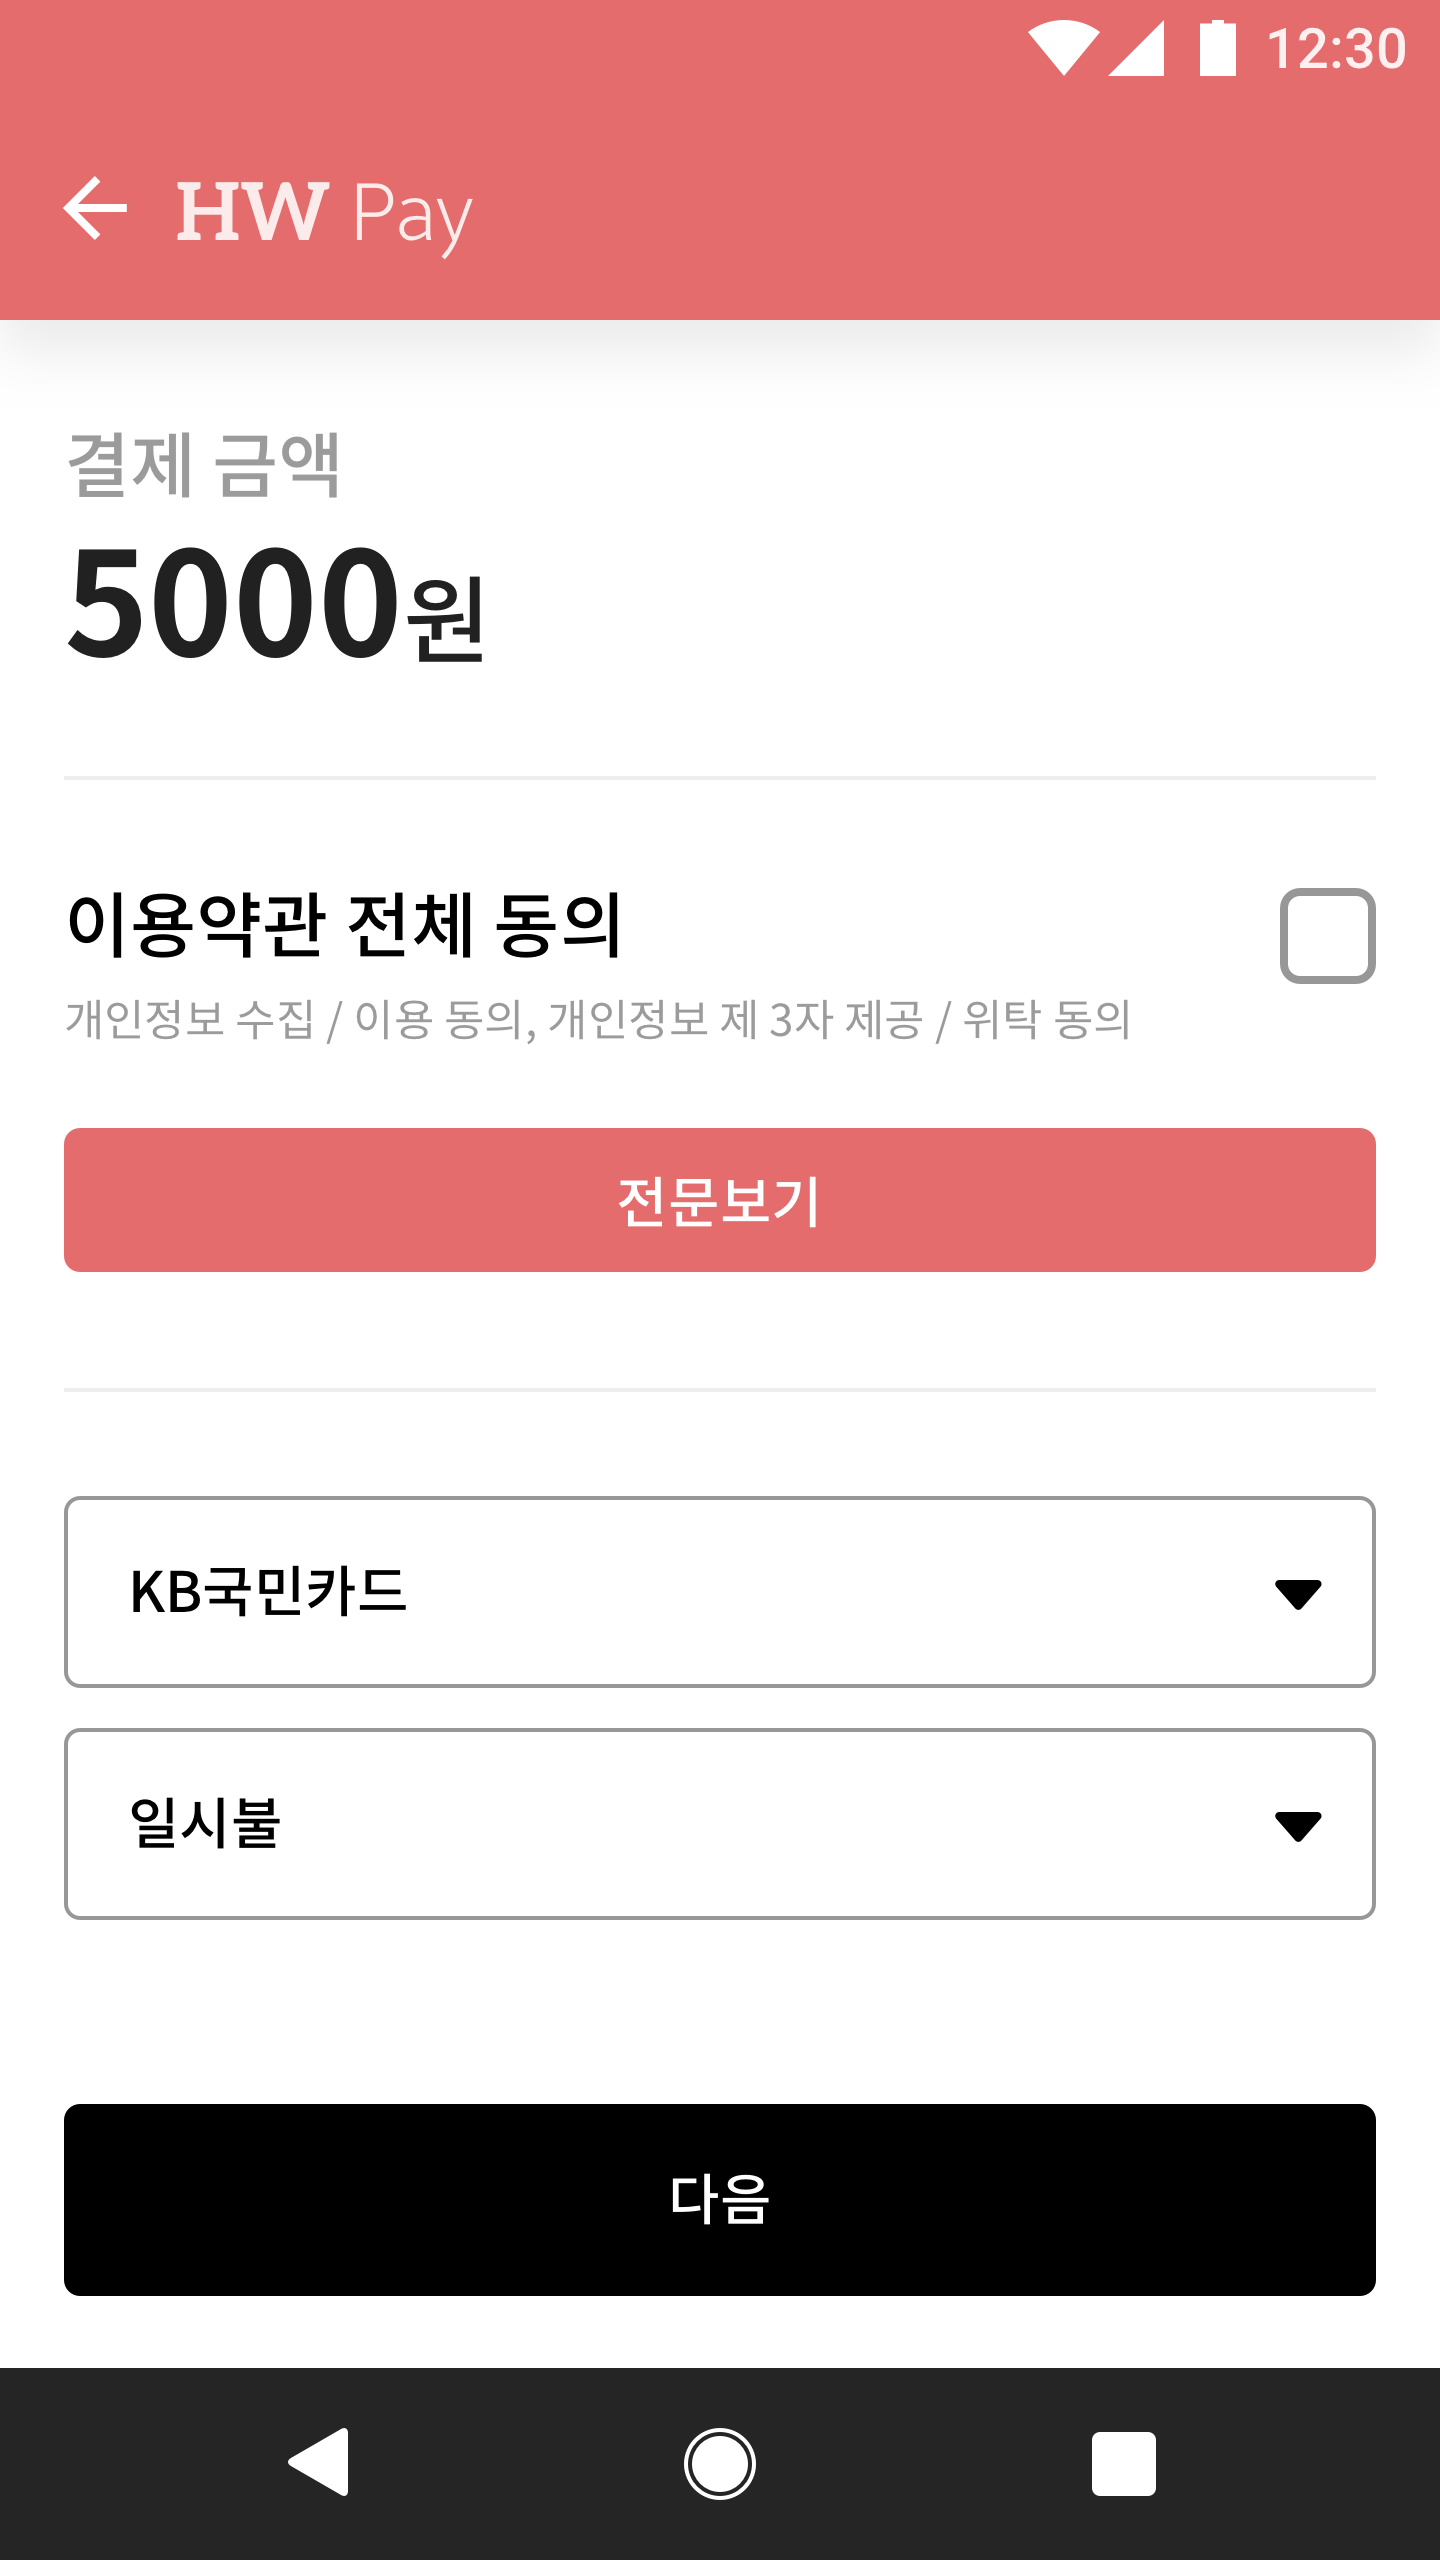 12:30
HW Pay
결제 금액
5000원
이용약관 전체 동의
개인정보 수집 / 이용 동의, 개인정보 제 3자 제공 / 위탁 동의
전문보기
KB국민카드
일시불
다음